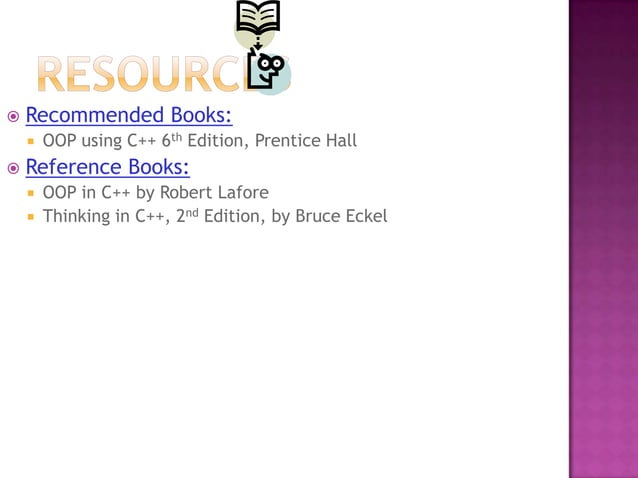 RESOURCES
Recommended Books:
OOP using C++ 6th Edition, Prentice Hall
Reference Books:
OOP in C++ by Robert Lafore
Thinking in C++, 2nd Edition, by Bruce Eckel